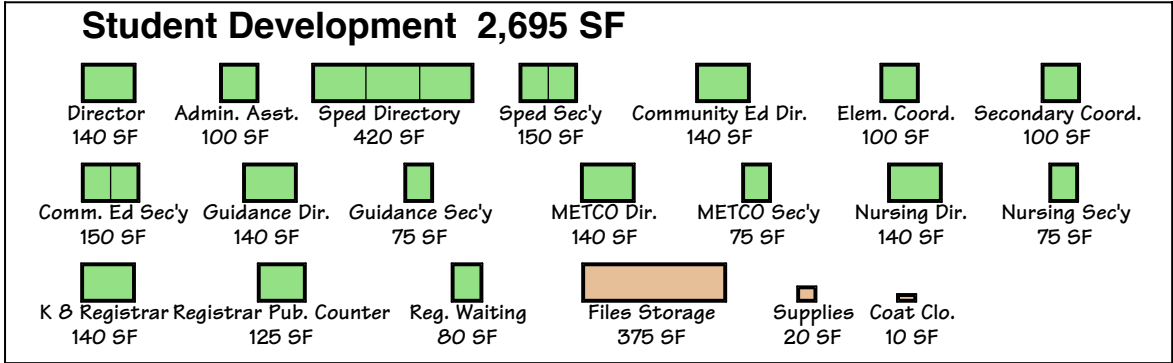 Student Development 2,695 SF
Director Admin. Asst. Sped Directory Sped Sec'y Community Ed Dir. Elem. Coord. Secondary Coord.
140 SF 100 SF 420 SF 150 SF 140 SF 100 SF 100 SF
Comm. Ed Sec'y Guidance Dir. Guidance Sec'y METCO Dir. METCO Sec'y Nursing Dir. Nursing Sec'y
150 SF 140 SF 75 SF 140 SF 75 SF 140 SF 75 SF
K 8 Registrar Registrar Pub. Counter Reg. Waiting Files Storage Supplies Coat Clo.
140 SF 125 SF 80 SF 375 SF 20 SF 10 SF